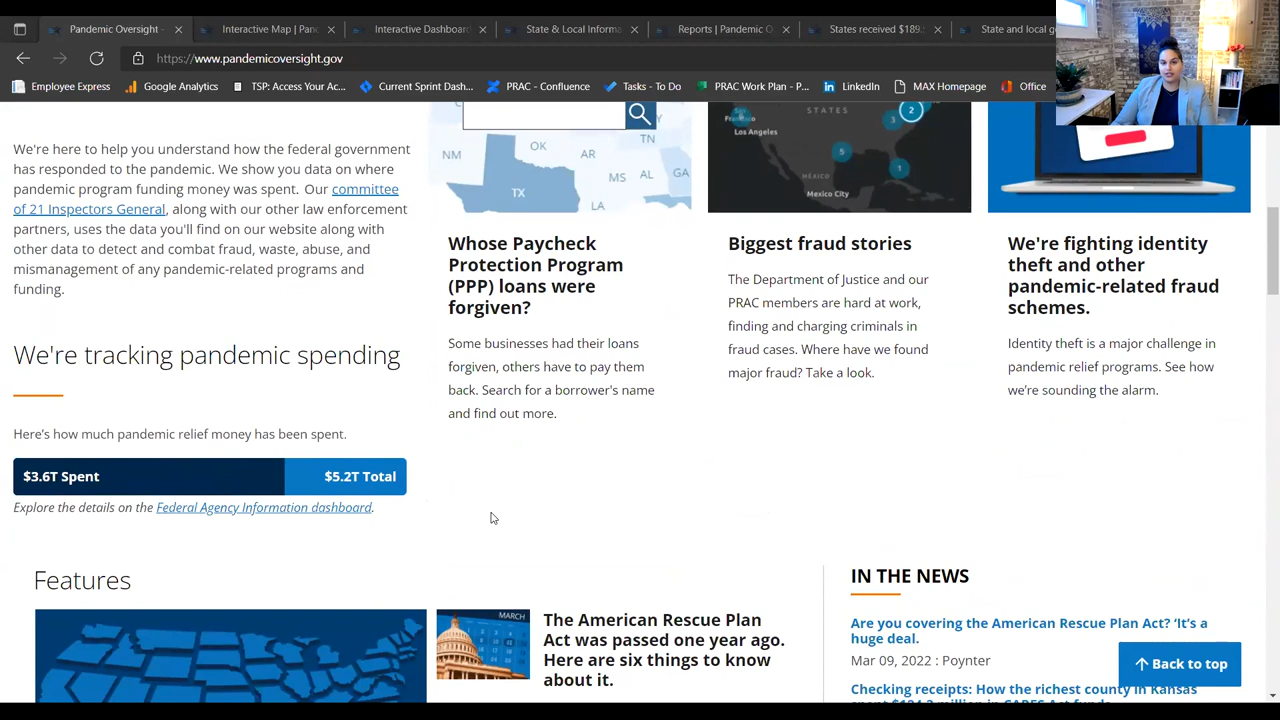 Pandemic Oversight -
Interactive Map | Pan
Interactive Dashboa
State & Local Informa
Reports | Pandemic O
States received $189
State and local g
https://www.pandemicoversight.gov
Employee Express
Google Analytics
TSP: Access Your Ac...
Current Sprint Dash...
PRAC - Confluence
Tasks - To Do
PRAC Work Plan - P...
LinkedIn
MAX Homepage
Office
We're here to help you understand how the federal government
has responded to the pandemic. We show you data on where
pandemic program funding money was spent. Our committee
of 21 Inspectors General, along with our other law enforcement
partners, uses the data you'll find on our website along with
other data to detect and combat fraud, waste, abuse, and
mismanagement of any pandemic-related programs and
funding.
We're tracking pandemic spending
Here's how much pandemic relief money has been spent.
$3.6T Spent
$5.2T Total
Explore the details on the Federal Agency Information dashboard.
NM
OK
AR
TN
TX
MS
AL
GA
LA
Whose Paycheck
Protection Program
(PPP) loans were
forgiven?
Some businesses had their loans
forgiven, others have to pay them
back. Search for a borrower's name
and find out more.
STATES
San
Francisco
Los Angeles
2
3
5
1
MÉXICO
Mexico City
Biggest fraud stories
The Department of Justice and our
PRAC members are hard at work,
finding and charging criminals in
fraud cases. Where have we found
major fraud? Take a look.
We're fighting identity
theft and other
pandemic-related fraud
schemes.
Identity theft is a major challenge in
pandemic relief programs. See how
we're sounding the alarm.
Features
MARCH
The American Rescue Plan
Act was passed one year ago.
Here are six things to know
about it.
IN THE NEWS
Are you covering the American Rescue Plan Act? ‘It’s a
huge deal.
Mar 09, 2022 : Poynter
Checking receipts: How the richest county in Kansas
Back to top